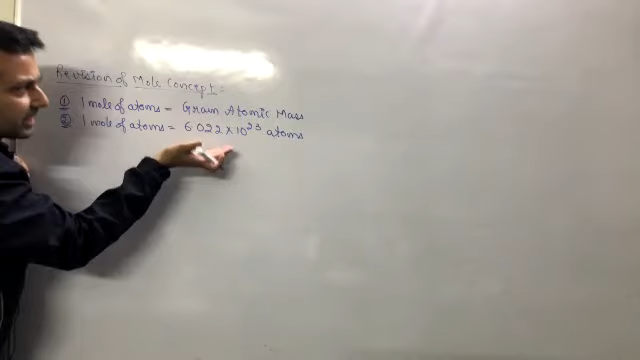 Revision of Mole Concept:
① 1 mole of atoms = Gram Atomic Mass
② 1 mole of atoms = 6.022 × 10²³ atoms